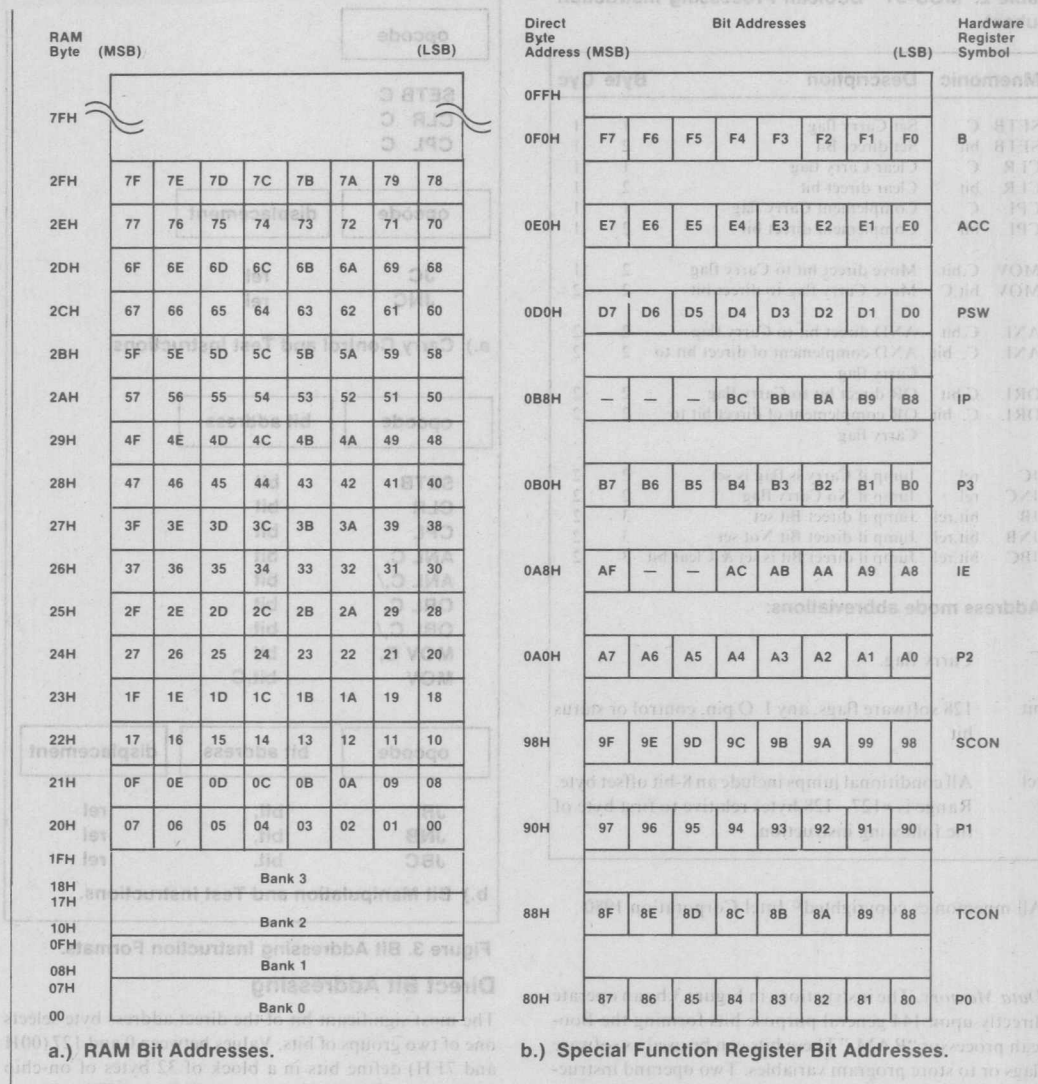 RAM
Byte (MSB) (LSB)
7FH
2FH 7F 7E 7D 7C 7B 7A 79 78
2EH 77 76 75 74 73 72 71 70
2DH 6F 6E 6D 6C 6B 6A 69 68
2CH 67 66 65 64 63 62 61 60
2BH 5F 5E 5D 5C 5B 5A 59 58
2AH 57 56 55 54 53 52 51 50
29H 4F 4E 4D 4C 4B 4A 49 48
28H 47 46 45 44 43 42 41 40
27H 3F 3E 3D 3C 3B 3A 39 38
26H 37 36 35 34 33 32 31 30
25H 2F 2E 2D 2C 2B 2A 29 28
24H 27 26 25 24 23 22 21 20
23H 1F 1E 1D 1C 1B 1A 19 18
22H 17 16 15 14 13 12 11 10
21H 0F 0E 0D 0C 0B 0A 09 08
20H 07 06 05 04 03 02 01 00
1FH
Bank 3
18H
17H
Bank 2
10H
0FH
Bank 1
08H
07H
Bank 0
00
a.) RAM Bit Addresses.
Direct Bit Addresses Hardware
Byte Register
Address (MSB) (LSB) Symbol
0FFH
0F0H F7 F6 F5 F4 F3 F2 F1 F0 B
0E0H E7 E6 E5 E4 E3 E2 E1 E0 ACC
0D0H D7 D6 D5 D4 D3 D2 D1 D0 PSW
0B8H — — — BC BB BA B9 B8 IP
0B0H B7 B6 B5 B4 B3 B2 B1 B0 P3
0A8H AF — — AC AB AA A9 A8 IE
0A0H A7 A6 A5 A4 A3 A2 A1 A0 P2
98H 9F 9E 9D 9C 9B 9A 99 98 SCON
90H 97 96 95 94 93 92 91 90 P1
88H 8F 8E 8D 8C 8B 8A 89 88 TCON
80H 87 86 85 84 83 82 81 80 P0
b.) Special Function Register Bit Addresses.